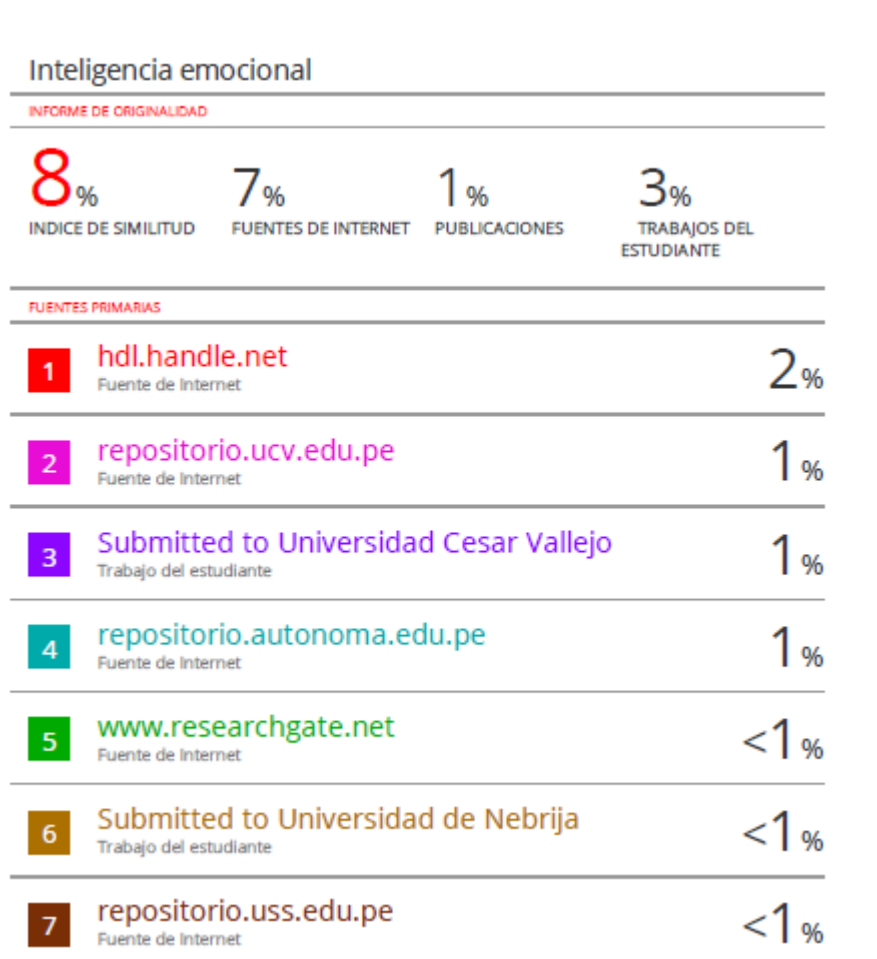 Inteligencia emocional
INFORME DE ORIGINALIDAD
8% 7% 1% 3%
INDICE DE SIMILITUD FUENTES DE INTERNET PUBLICACIONES TRABAJOS DEL
ESTUDIANTE
FUENTES PRIMARIAS
1 hdl.handle.net 2%
Fuente de Internet
2 repositorio.ucv.edu.pe 1%
Fuente de Internet
3 Submitted to Universidad Cesar Vallejo 1%
Trabajo del estudiante
4 repositorio.autonoma.edu.pe 1%
Fuente de Internet
5 www.researchgate.net <1%
Fuente de Internet
6 Submitted to Universidad de Nebrija <1%
Trabajo del estudiante
7 repositorio.uss.edu.pe <1%
Fuente de Internet